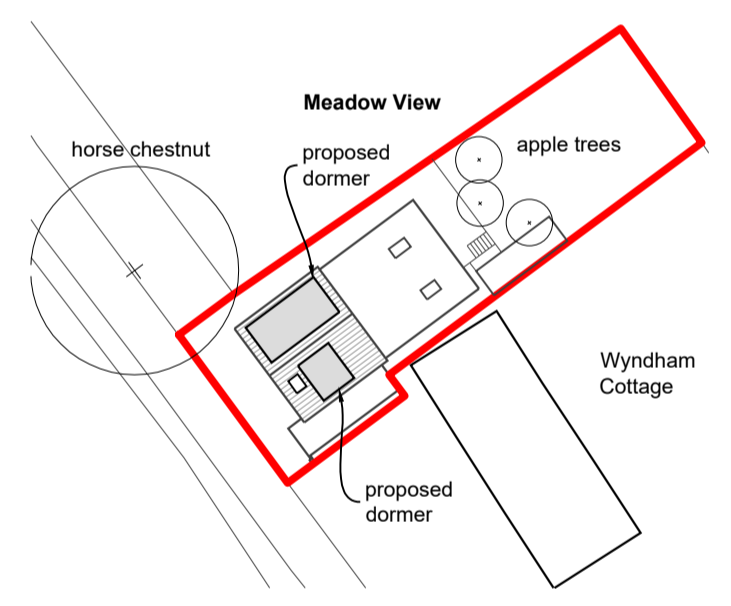 Meadow View
horse chestnut
proposed
dormer
apple trees
Wyndham
Cottage
proposed
dormer